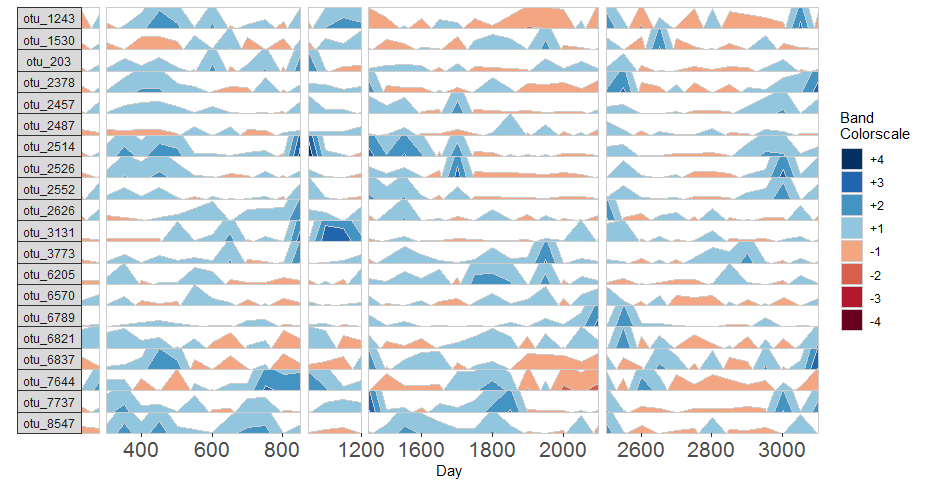 otu_1243
otu_1530
otu_203
otu_2378
otu_2457
otu_2487
otu_2514
otu_2526
otu_2552
otu_2626
otu_3131
otu_3773
otu_6205
otu_6570
otu_6789
otu_6821
otu_6837
otu_7644
otu_7737
otu_8547
400 600 800 1200 1600 2000 2600 2800 3000
Day
Band
Colorscale
+4
+3
+2
+1
-1
-2
-3
-4